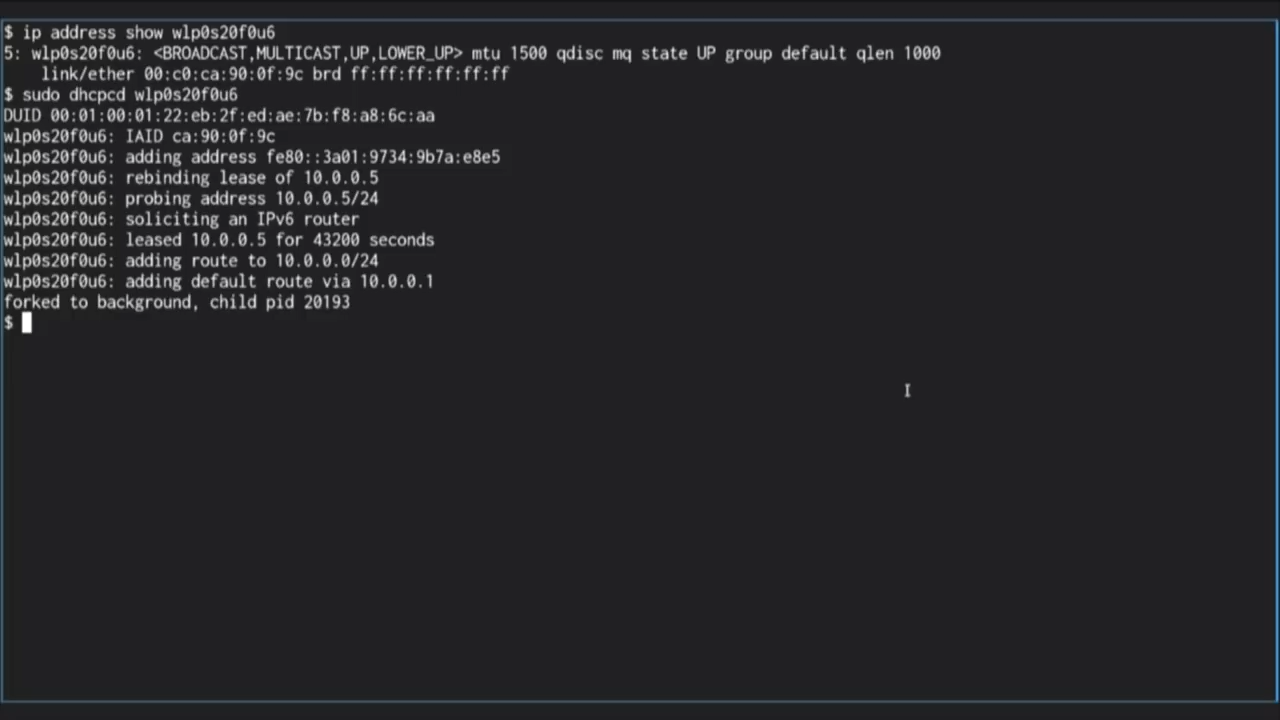 $ ip address show wlp0s20f0u6
5: wlp0s20f0u6: <BROADCAST,MULTICAST,UP,LOWER_UP> mtu 1500 qdisc mq state UP group default qlen 1000
    link/ether 00:c0:ca:90:0f:9c brd ff:ff:ff:ff:ff:ff
$ sudo dhcpcd wlp0s20f0u6
DUID 00:01:00:01:22:eb:2f:ed:ae:7b:f8:a8:6c:aa
wlp0s20f0u6: IAID ca:90:0f:9c
wlp0s20f0u6: adding address fe80::3a01:9734:9b7a:e8e5
wlp0s20f0u6: rebinding lease of 10.0.0.5
wlp0s20f0u6: probing address 10.0.0.5/24
wlp0s20f0u6: soliciting an IPv6 router
wlp0s20f0u6: leased 10.0.0.5 for 43200 seconds
wlp0s20f0u6: adding route to 10.0.0.0/24
wlp0s20f0u6: adding default route via 10.0.0.1
forked to background, child pid 20193
$